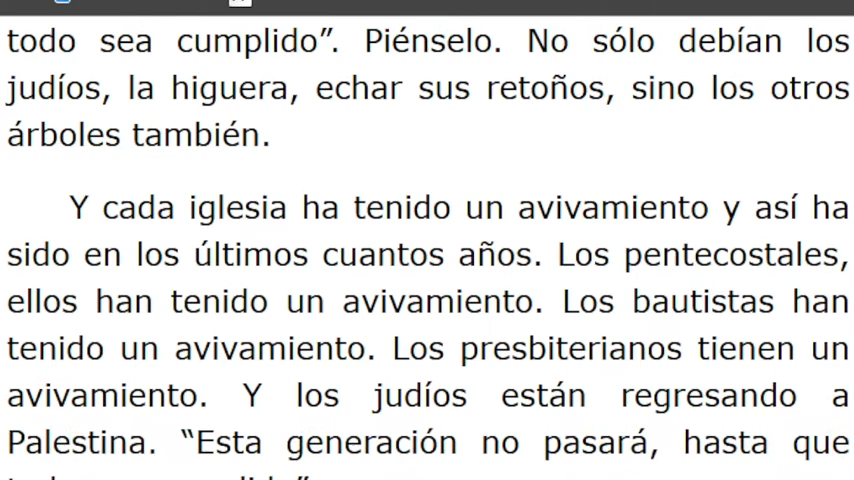 todo sea cumplido”. Piénselo. No sólo debían los
judíos, la higuera, echar sus retoños, sino los otros
árboles también.
Y cada iglesia ha tenido un avivamiento y así ha
sido en los últimos cuantos años. Los pentecostales,
ellos han tenido un avivamiento. Los bautistas han
tenido un avivamiento. Los presbiterianos tienen un
avivamiento. Y los judíos están regresando a
Palestina. “Esta generación no pasará, hasta que